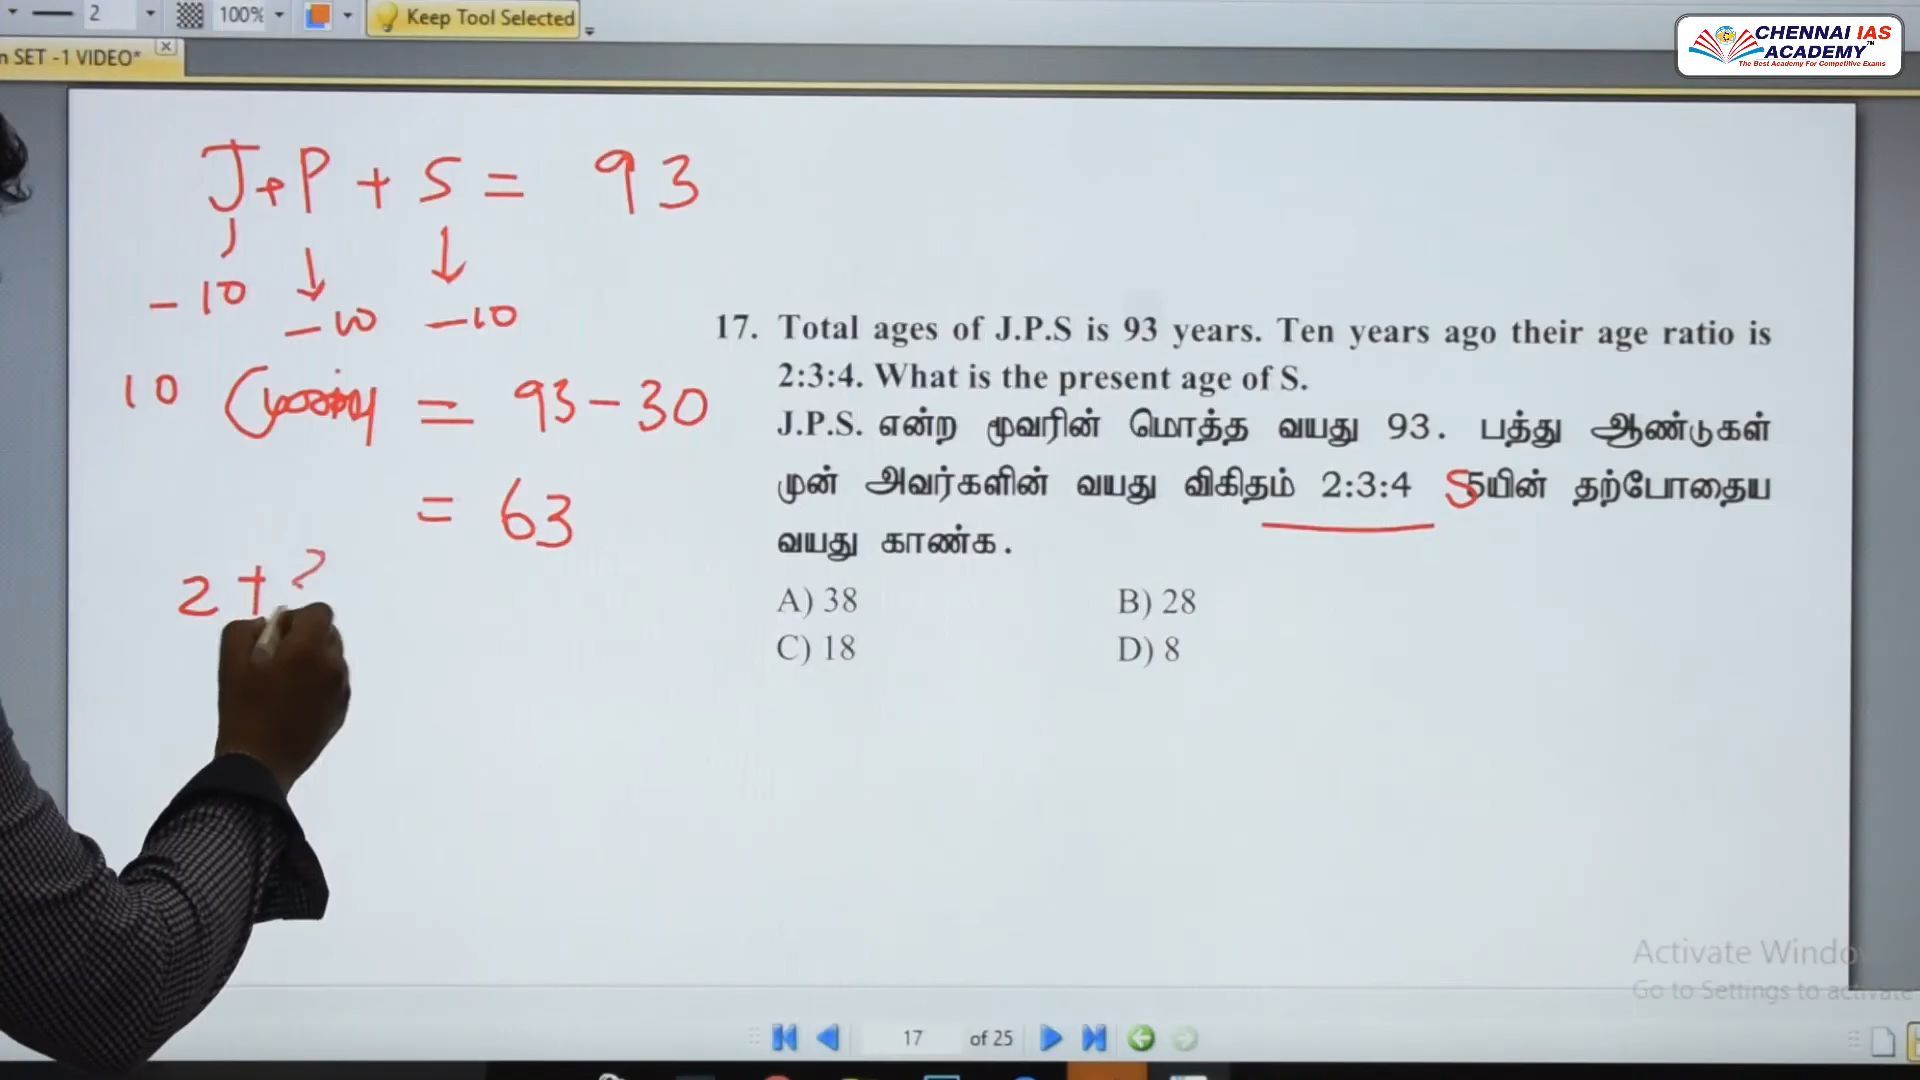 2 100% Keep Tool Selected
n SET -1 VIDEO*
CHENNAI IAS
ACADEMY™
The Best Academy For Competitive Exams
J+P + S = 93
-10 -10 -10
10 முன்பு = 93-30
= 63
2 +
17. Total ages of J.P.S is 93 years. Ten years ago their age ratio is
2:3:4. What is the present age of S.
J.P.S. என்ற மூவரின் மொத்த வயது 93. பத்து ஆண்டுகள்
முன் அவர்களின் வயது விகிதம் 2:3:4 S5யின் தற்போதைய
வயது காண்க.
A) 38 B) 28
C) 18 D) 8
Activate Windo
Go to Settings to activate
17 of 25